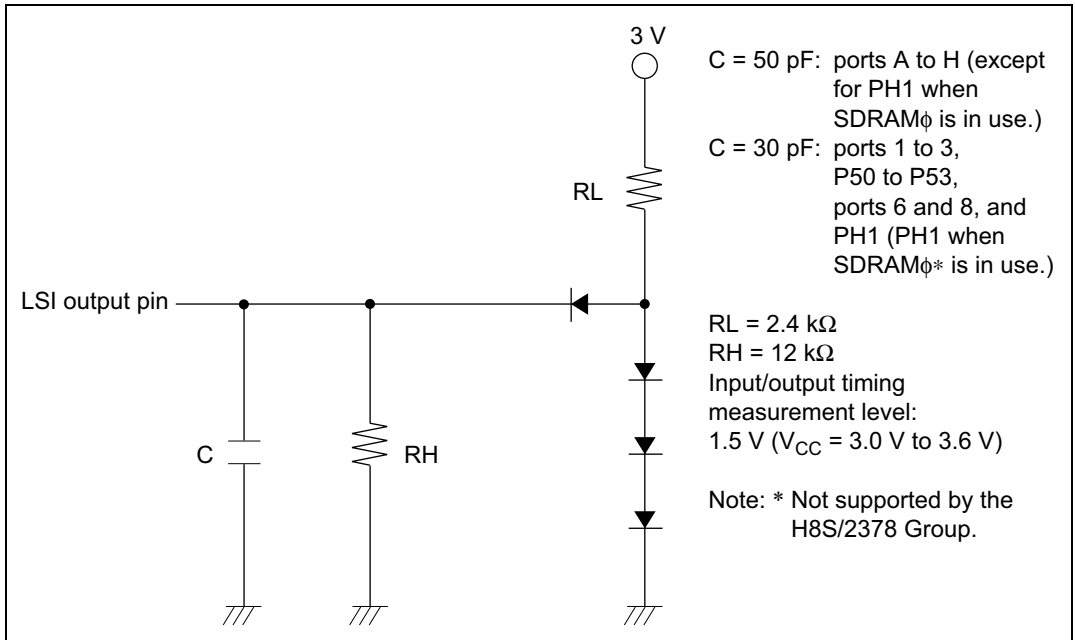 3 V
C = 50 pF: ports A to H (except
for PH1 when
SDRAMϕ is in use.)
C = 30 pF: ports 1 to 3,
P50 to P53,
ports 6 and 8, and
PH1 (PH1 when
SDRAMϕ* is in use.)
RL
LSI output pin
RL = 2.4 kΩ
RH = 12 kΩ
Input/output timing
measurement level:
1.5 V (VCC = 3.0 V to 3.6 V)
C
RH
Note: * Not supported by the
H8S/2378 Group.